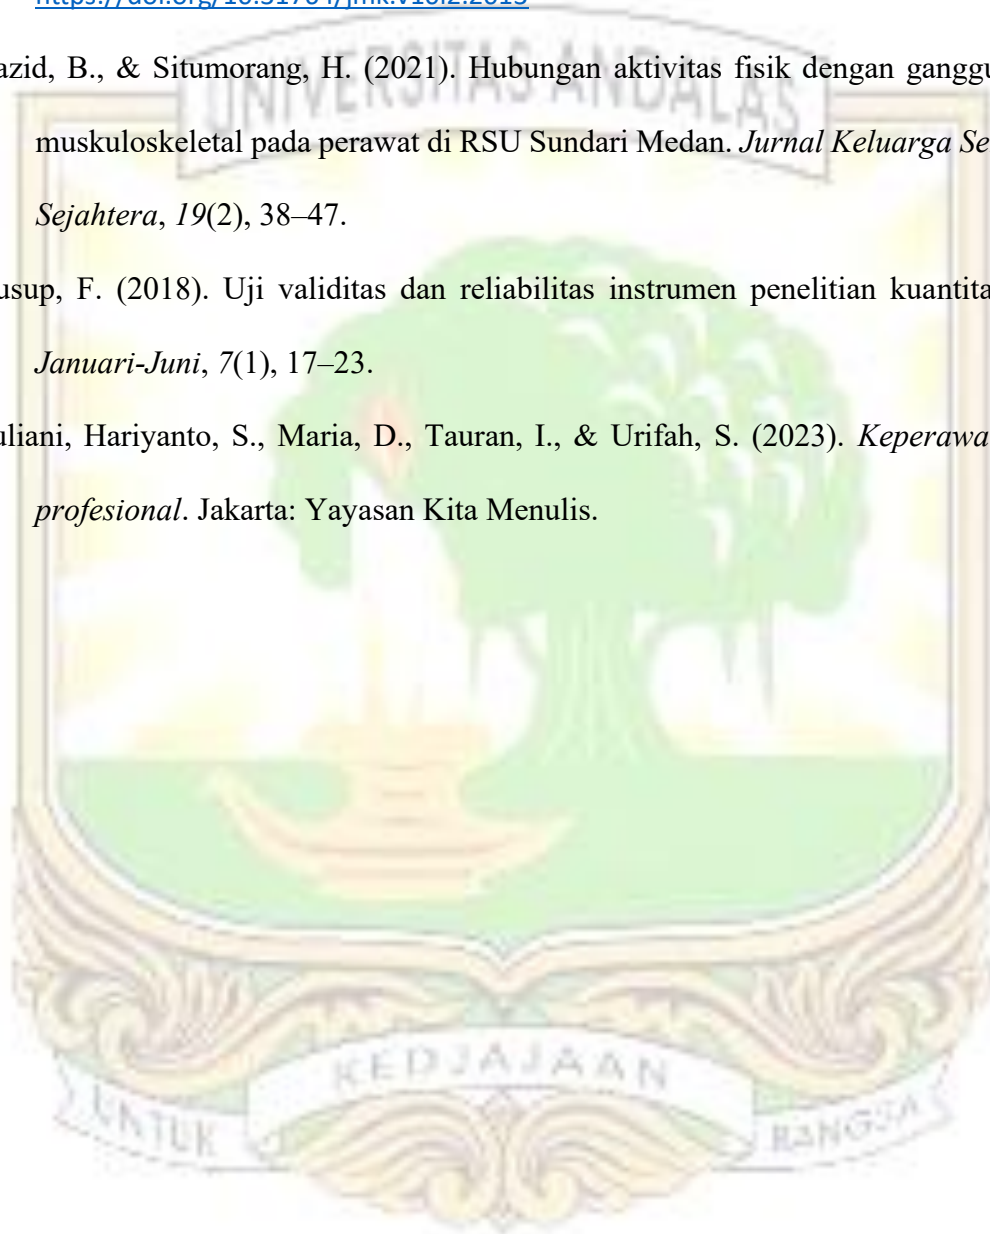 azid, B., & Situmorang, H. (2021). Hubungan aktivitas fisik dengan ganggu
muskuloskeletal pada perawat di RSU Sundari Medan. Jurnal Keluarga Se
Sejahtera, 19(2), 38–47.
usup, F. (2018). Uji validitas dan reliabilitas instrumen penelitian kuantita
Januari-Juni, 7(1), 17–23.
uliani, Hariyanto, S., Maria, D., Tauran, I., & Urifah, S. (2023). Keperawa
profesional. Jakarta: Yayasan Kita Menulis.
UNIVERSITAS ANDALAS
KEDJAJAAN
UNTUK BANGSA